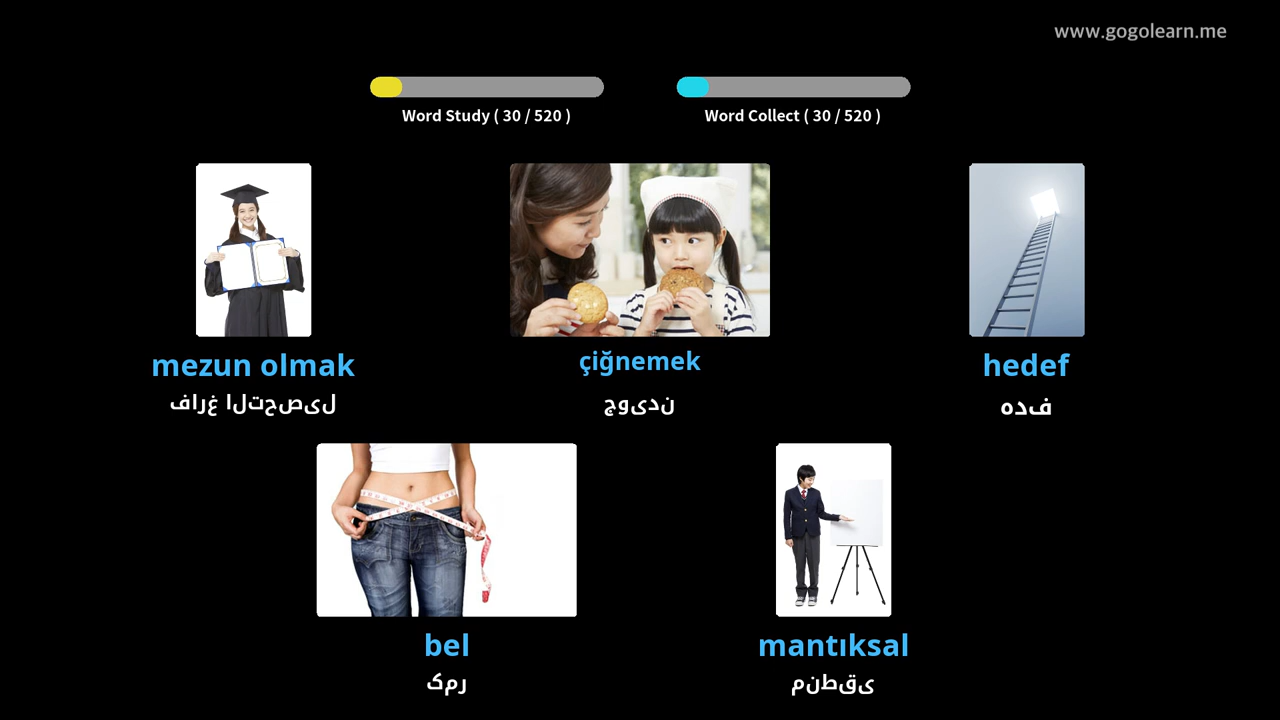 www.gogolearn.me
Word Study ( 30 / 520 )
Word Collect ( 30 / 520 )
mezun olmak
فارغ التحصیل
çiğnemek
جویدن
hedef
هدف
bel
کمر
mantıksal
منطقی